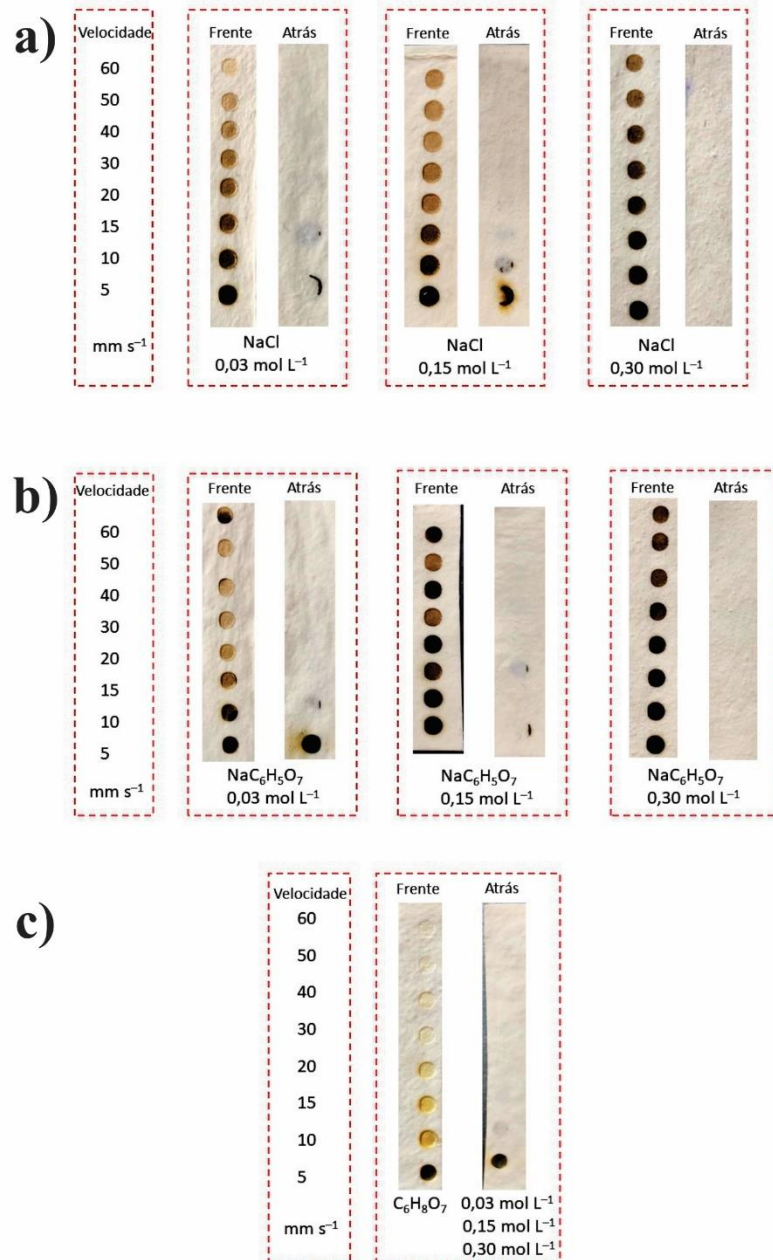 a)
Velocidade
60
50
40
30
20
15
10
5
mm s⁻¹
Frente Atrás
NaCl
0,03 mol L⁻¹
Frente Atrás
NaCl
0,15 mol L⁻¹
Frente Atrás
NaCl
0,30 mol L⁻¹
b)
Velocidade
60
50
40
30
20
15
10
5
mm s⁻¹
Frente Atrás
NaC₆H₅O₇
0,03 mol L⁻¹
Frente Atrás
NaC₆H₅O₇
0,15 mol L⁻¹
Frente Atrás
NaC₆H₅O₇
0,30 mol L⁻¹
c)
Velocidade
60
50
40
30
20
15
10
5
mm s⁻¹
Frente Atrás
C₆H₈O₇ 0,03 mol L⁻¹
0,15 mol L⁻¹
0,30 mol L⁻¹